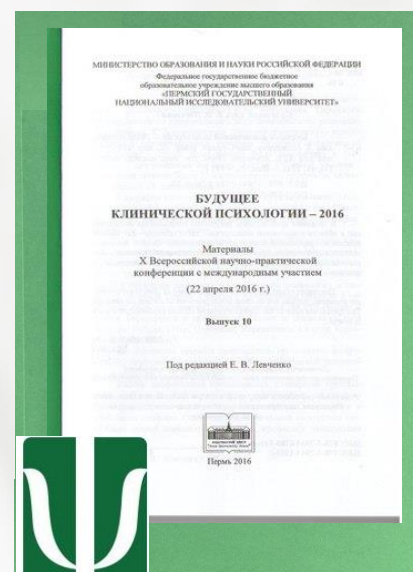 МИНИСТЕРСТВО ОБРАЗОВАНИЯ И НАУКИ РОССИЙСКОЙ ФЕДЕРАЦИИ
Федеральное государственное бюджетное
образовательное учреждение высшего образования
«ПЕРМСКИЙ ГОСУДАРСТВЕННЫЙ
НАЦИОНАЛЬНЫЙ ИССЛЕДОВАТЕЛЬСКИЙ УНИВЕРСИТЕТ»
БУДУЩЕЕ
КЛИНИЧЕСКОЙ ПСИХОЛОГИИ – 2016
Материалы
X Всероссийской научно-практической
конференции с международным участием
(22 апреля 2016 г.)
Выпуск 10
Под редакцией Е. В. Левченко
Пермь 2016